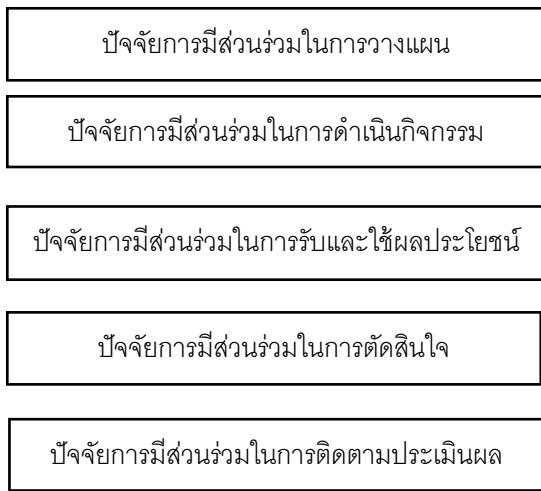 ปัจจัยการมีส่วนร่วมในการวางแผน
ปัจจัยการมีส่วนร่วมในการดำเนินกิจกรรม
ปัจจัยการมีส่วนร่วมในการรับและใช้ผลประโยชน์
ปัจจัยการมีส่วนร่วมในการตัดสินใจ
ปัจจัยการมีส่วนร่วมในการติดตามประเมินผล